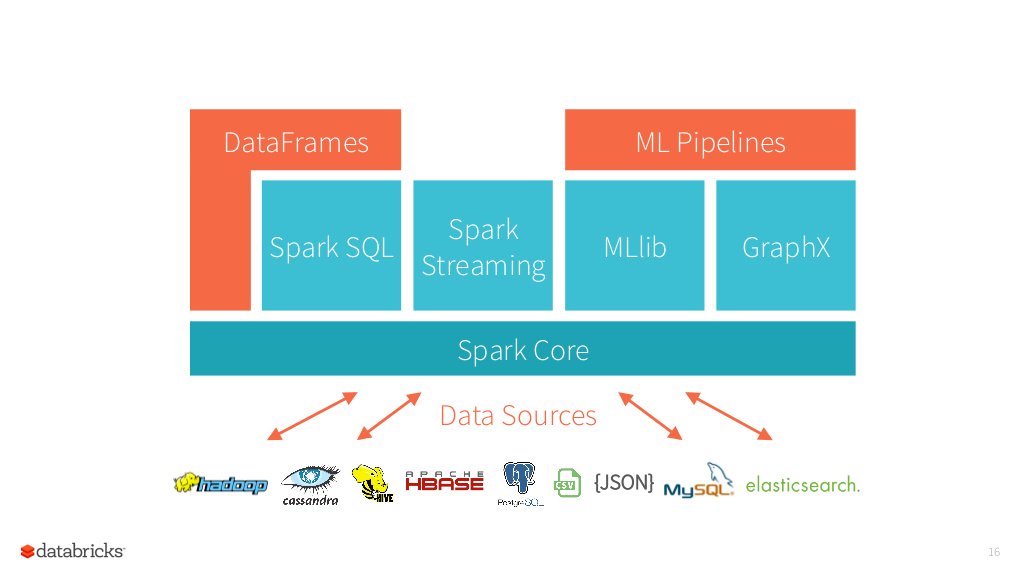 DataFrames
ML Pipelines
Spark SQL
Spark
Streaming
MLlib
GraphX
Spark Core
Data Sources
hadoop
cassandra
HIVE
APACHE
HBASE
PostgreSQL
CSV
{JSON}
MySQL
elasticsearch.
databricks
16